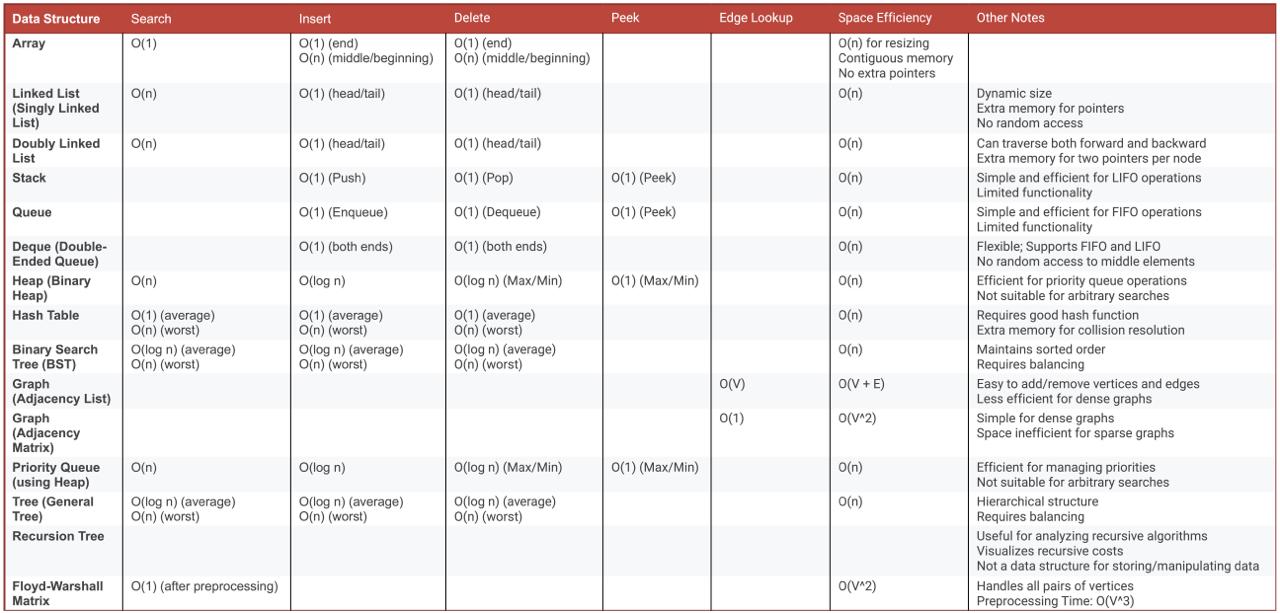 Data Structure Search Insert Delete Peek Edge Lookup Space Efficiency Other Notes
Array O(1) O(1) (end) O(1) (end) O(n) for resizing
O(n) (middle/beginning) O(n) (middle/beginning) Contiguous memory
No extra pointers
Linked List O(n) O(1) (head/tail) O(1) (head/tail) O(n) Dynamic size
(Singly Linked Extra memory for pointers
List) No random access
Doubly Linked O(n) O(1) (head/tail) O(1) (head/tail) O(n) Can traverse both forward and backward
List Extra memory for two pointers per node
Stack O(1) (Push) O(1) (Pop) O(1) (Peek) O(n) Simple and efficient for LIFO operations
Limited functionality
Queue O(1) (Enqueue) O(1) (Dequeue) O(1) (Peek) O(n) Simple and efficient for FIFO operations
Limited functionality
Deque (Double- O(1) (both ends) O(1) (both ends) O(n) Flexible; Supports FIFO and LIFO
Ended Queue) No random access to middle elements
Heap (Binary O(n) O(log n) O(log n) (Max/Min) O(1) (Max/Min) O(n) Efficient for priority queue operations
Heap) Not suitable for arbitrary searches
Hash Table O(1) (average) O(1) (average) O(1) (average) O(n) Requires good hash function
O(n) (worst) O(n) (worst) O(n) (worst) Extra memory for collision resolution
Binary Search O(log n) (average) O(log n) (average) O(log n) (average) O(n) Maintains sorted order
Tree (BST) O(n) (worst) O(n) (worst) O(n) (worst) Requires balancing
Graph O(V) O(V + E) Easy to add/remove vertices and edges
(Adjacency List) Less efficient for dense graphs
Graph O(1) O(V^2) Simple for dense graphs
(Adjacency Space inefficient for sparse graphs
Matrix)
Priority Queue O(n) O(log n) O(log n) (Max/Min) O(1) (Max/Min) O(n) Efficient for managing priorities
(using Heap) Not suitable for arbitrary searches
Tree (General O(log n) (average) O(log n) (average) O(log n) (average) O(n) Hierarchical structure
Tree) O(n) (worst) O(n) (worst) O(n) (worst) Requires balancing
Recursion Tree Useful for analyzing recursive algorithms
Visualizes recursive costs
Not a data structure for storing/manipulating data
Floyd-Warshall O(1) (after preprocessing) O(V^2) Handles all pairs of vertices
Matrix Preprocessing Time: O(V^3)